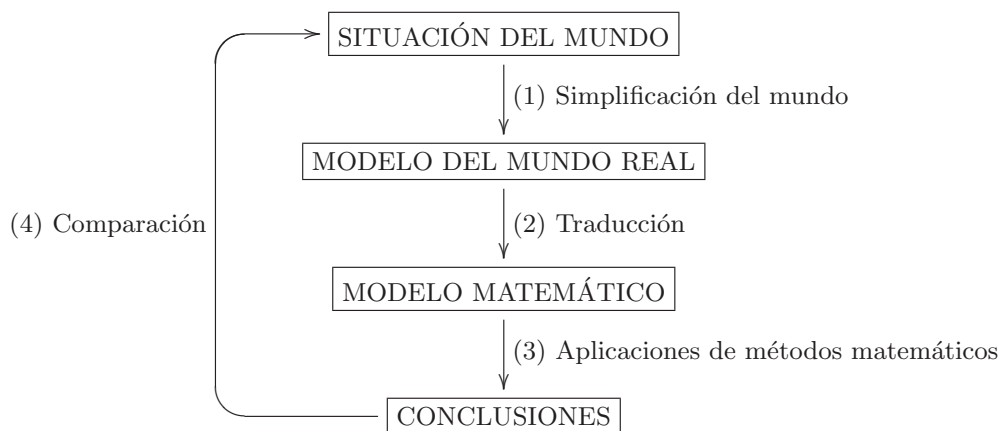 SITUACIÓN DEL MUNDO
(1) Simplificación del mundo
MODELO DEL MUNDO REAL
(4) Comparación
(2) Traducción
MODELO MATEMÁTICO
(3) Aplicaciones de métodos matemáticos
CONCLUSIONES